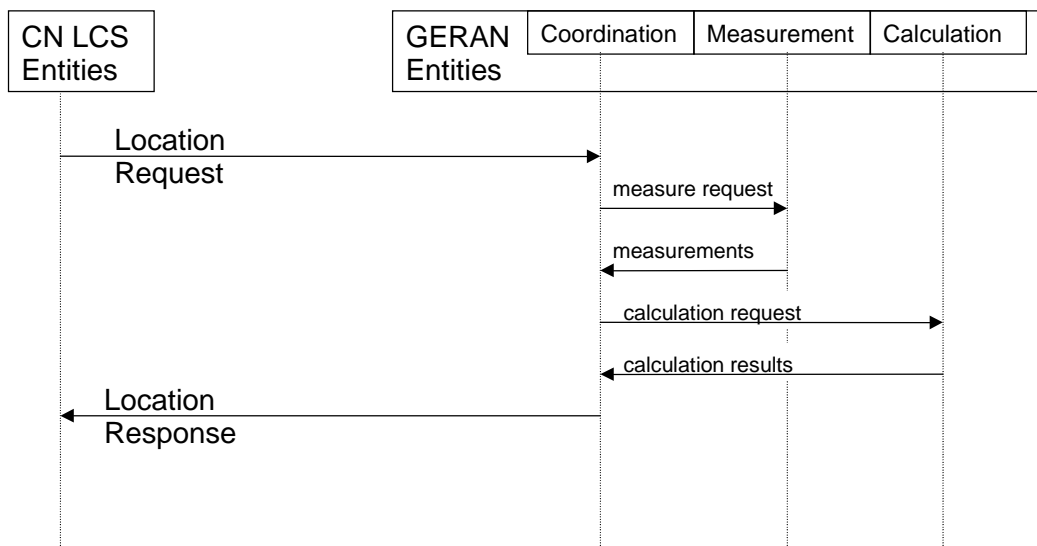 CN LCS
Entities
GERAN
Entities
Coordination
Measurement
Calculation
Location
Request
measure request
measurements
calculation request
calculation results
Location
Response